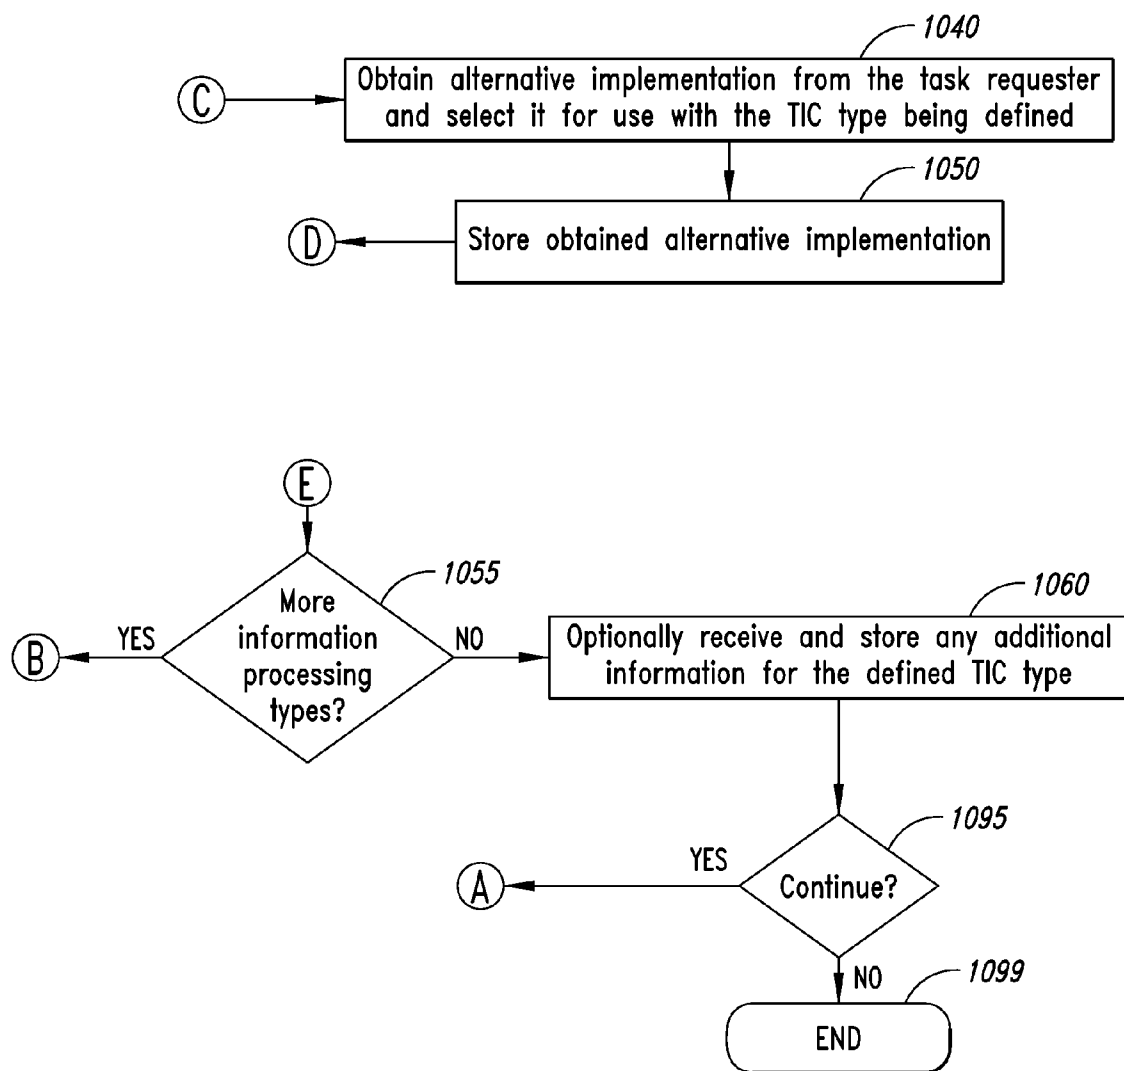 1040
C
Obtain alternative implementation from the task requester
and select it for use with the TIC type being defined
1050
D
Store obtained alternative implementation
E
1055
More
information
processing
types?
YES
B
NO
1060
Optionally receive and store any additional
information for the defined TIC type
1095
YES
A
Continue?
NO
1099
END